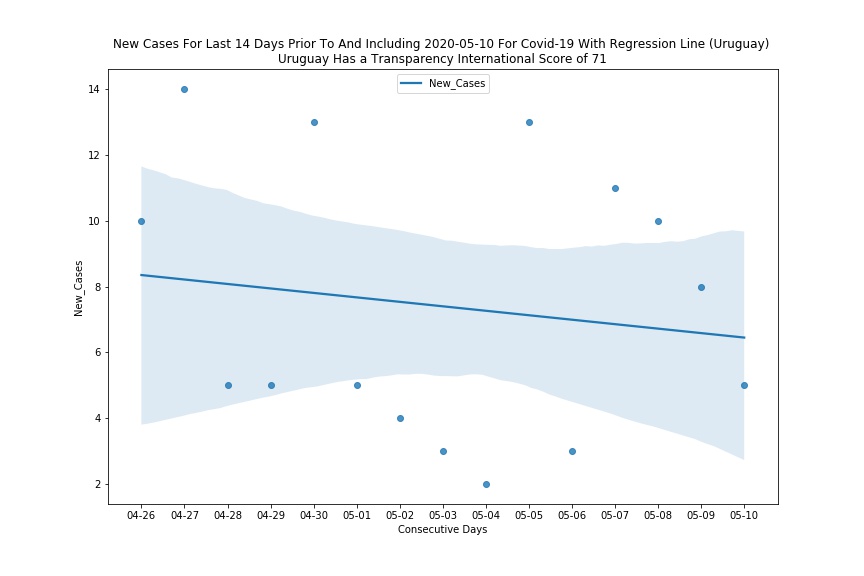 New Cases For Last 14 Days Prior To And Including 2020-05-10 For Covid-19 With Regression Line (Uruguay)
Uruguay Has a Transparency International Score of 71
New_Cases
14
12
10
8
6
4
2
New_Cases
04-26 04-27 04-28 04-29 04-30 05-01 05-02 05-03 05-04 05-05 05-06 05-07 05-08 05-09 05-10
Consecutive Days